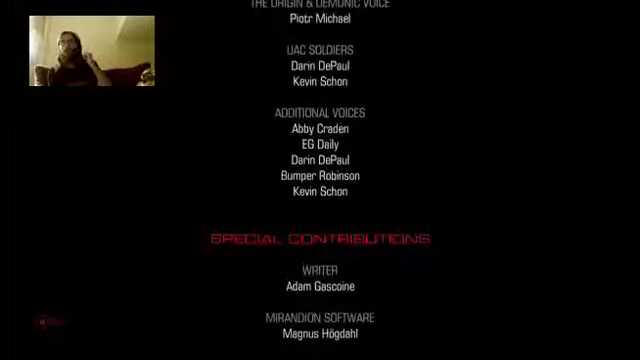 THE ORIGIN & DEMONIC VOICE
Piotr Michael
UAC SOLDIERS
Darin DePaul
Kevin Schon
ADDITIONAL VOICES
Abby Craden
EG Daily
Darin DePaul
Bumper Robinson
Kevin Schon
SPECIAL CONTRIBUTIONS
WRITER
Adam Gascoine
MIRANDION SOFTWARE
Magnus Högdahl